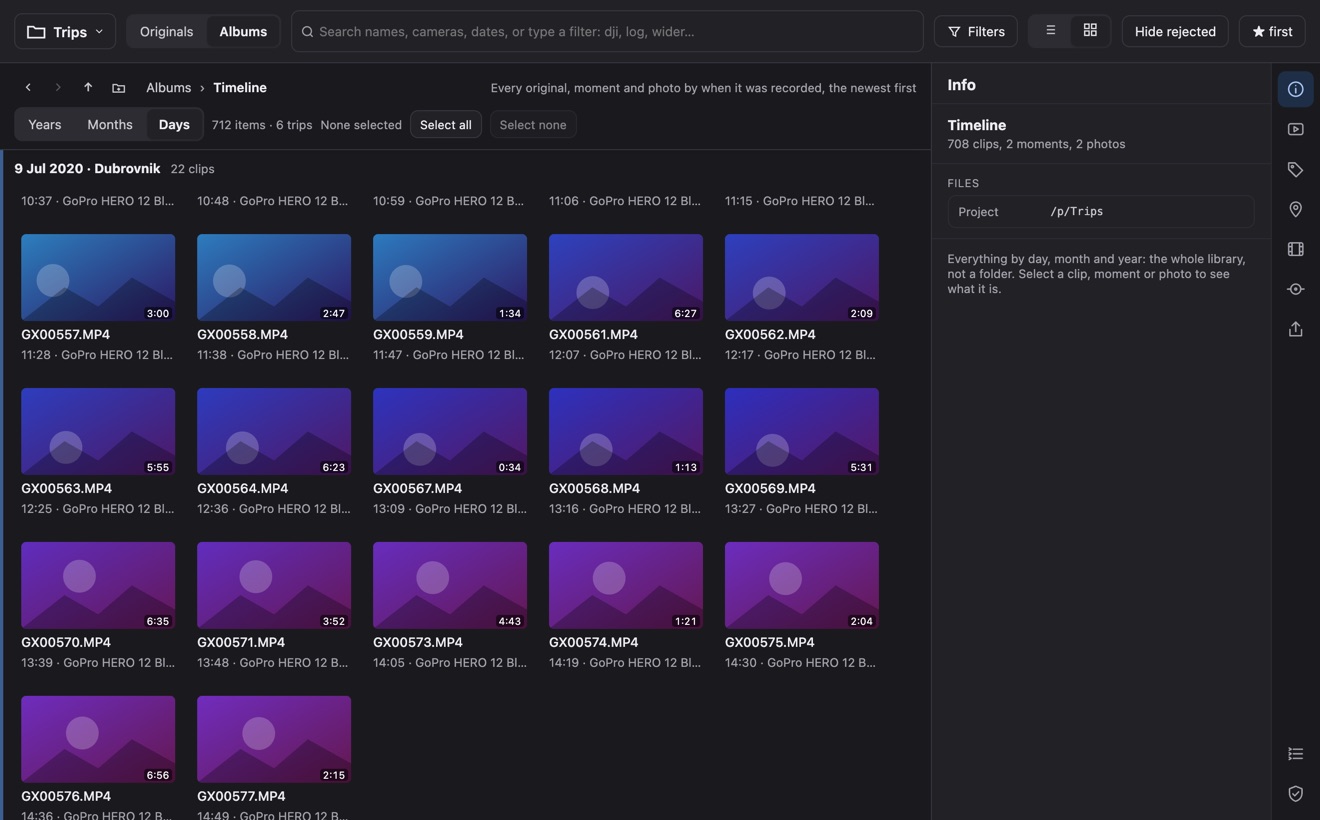 Trips
Originals
Albums
Search names, cameras, dates, or type a filter: dji, log, wider...
Filters
Hide rejected
★ first
Albums › Timeline
Every original, moment and photo by when it was recorded, the newest first
Years
Months
Days
712 items · 6 trips
None selected
Select all
Select none
9 Jul 2020 · Dubrovnik 22 clips
10:37 · GoPro HERO 12 Bl...
10:48 · GoPro HERO 12 B...
10:59 · GoPro HERO 12 B...
11:06 · GoPro HERO 12 Bl...
11:15 · GoPro HERO 12 Bl...
3:00
2:47
1:34
6:27
2:09
GX00557.MP4
GX00558.MP4
GX00559.MP4
GX00561.MP4
GX00562.MP4
11:28 · GoPro HERO 12 Bl...
11:38 · GoPro HERO 12 Bl...
11:47 · GoPro HERO 12 Bl...
12:07 · GoPro HERO 12 Bl...
12:17 · GoPro HERO 12 Bl...
5:55
6:23
0:34
1:13
5:31
GX00563.MP4
GX00564.MP4
GX00567.MP4
GX00568.MP4
GX00569.MP4
12:25 · GoPro HERO 12 Bl...
12:36 · GoPro HERO 12 Bl...
13:09 · GoPro HERO 12 Bl...
13:16 · GoPro HERO 12 Bl...
13:27 · GoPro HERO 12 Bl...
6:35
3:52
4:43
1:21
2:04
GX00570.MP4
GX00571.MP4
GX00573.MP4
GX00574.MP4
GX00575.MP4
13:39 · GoPro HERO 12 Bl...
13:48 · GoPro HERO 12 B...
14:05 · GoPro HERO 12 Bl...
14:19 · GoPro HERO 12 Bl...
14:30 · GoPro HERO 12 B...
6:56
2:15
GX00576.MP4
GX00577.MP4
14:36 · GoPro HERO 12 B...
14:49 · GoPro HERO 12 B...
Info
Timeline
708 clips, 2 moments, 2 photos
FILES
Project /p/Trips
Everything by day, month and year: the whole library,
not a folder. Select a clip, moment or photo to see
what it is.